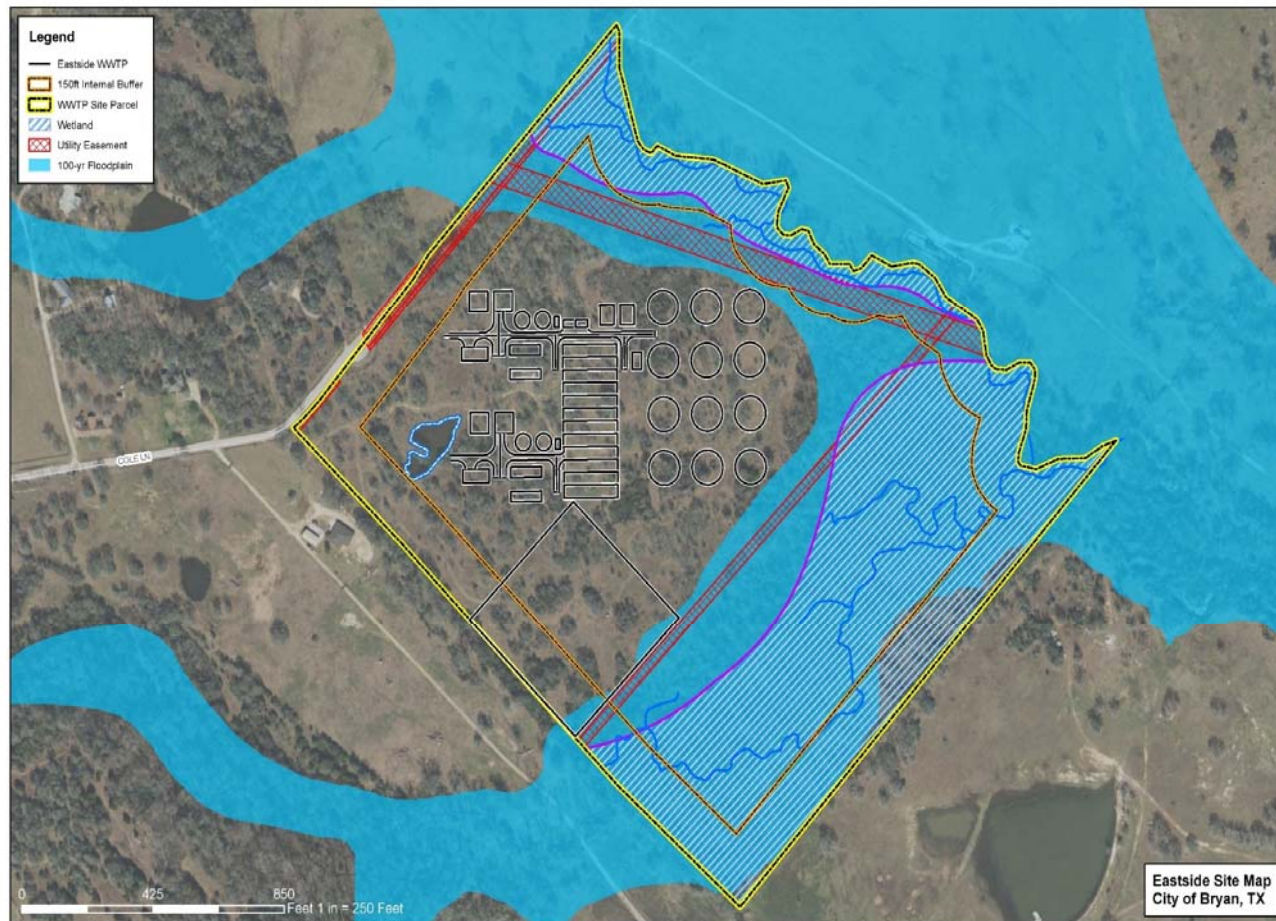 Legend
Eastside WWTP
150ft Internal Buffer
WWTP Site Parcel
Wetland
Utility Easement
100-yr Floodplain
COLE LN
0 425 850
Feet 1 in = 250 Feet
Eastside Site Map
City of Bryan, TX